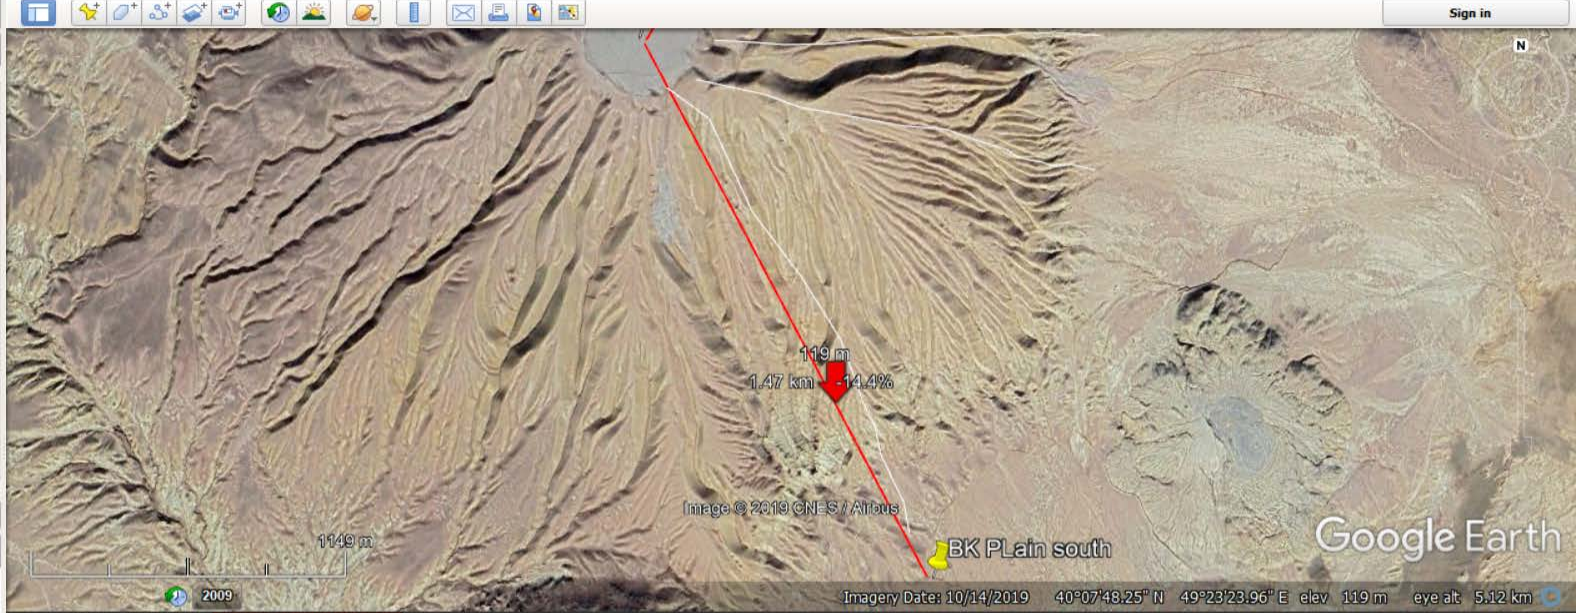 Sign in
N
119 m
1.47 km -14.4%
Image © 2019 CNES / Airbus
1149 m
BK PLain south
Google Earth
2009
Imagery Date: 10/14/2019 40°07'48.25" N 49°23'23.96" E elev 119 m eye alt 5.12 km